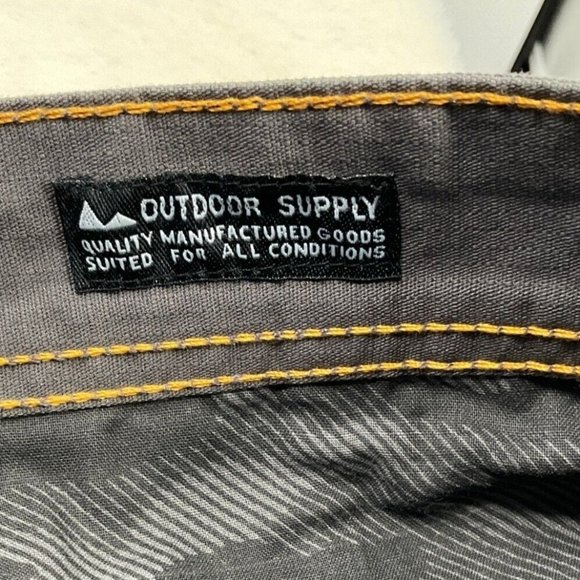 OUTDOOR SUPPLY
QUALITY MANUFACTURED GOODS
SUITED FOR ALL CONDITIONS